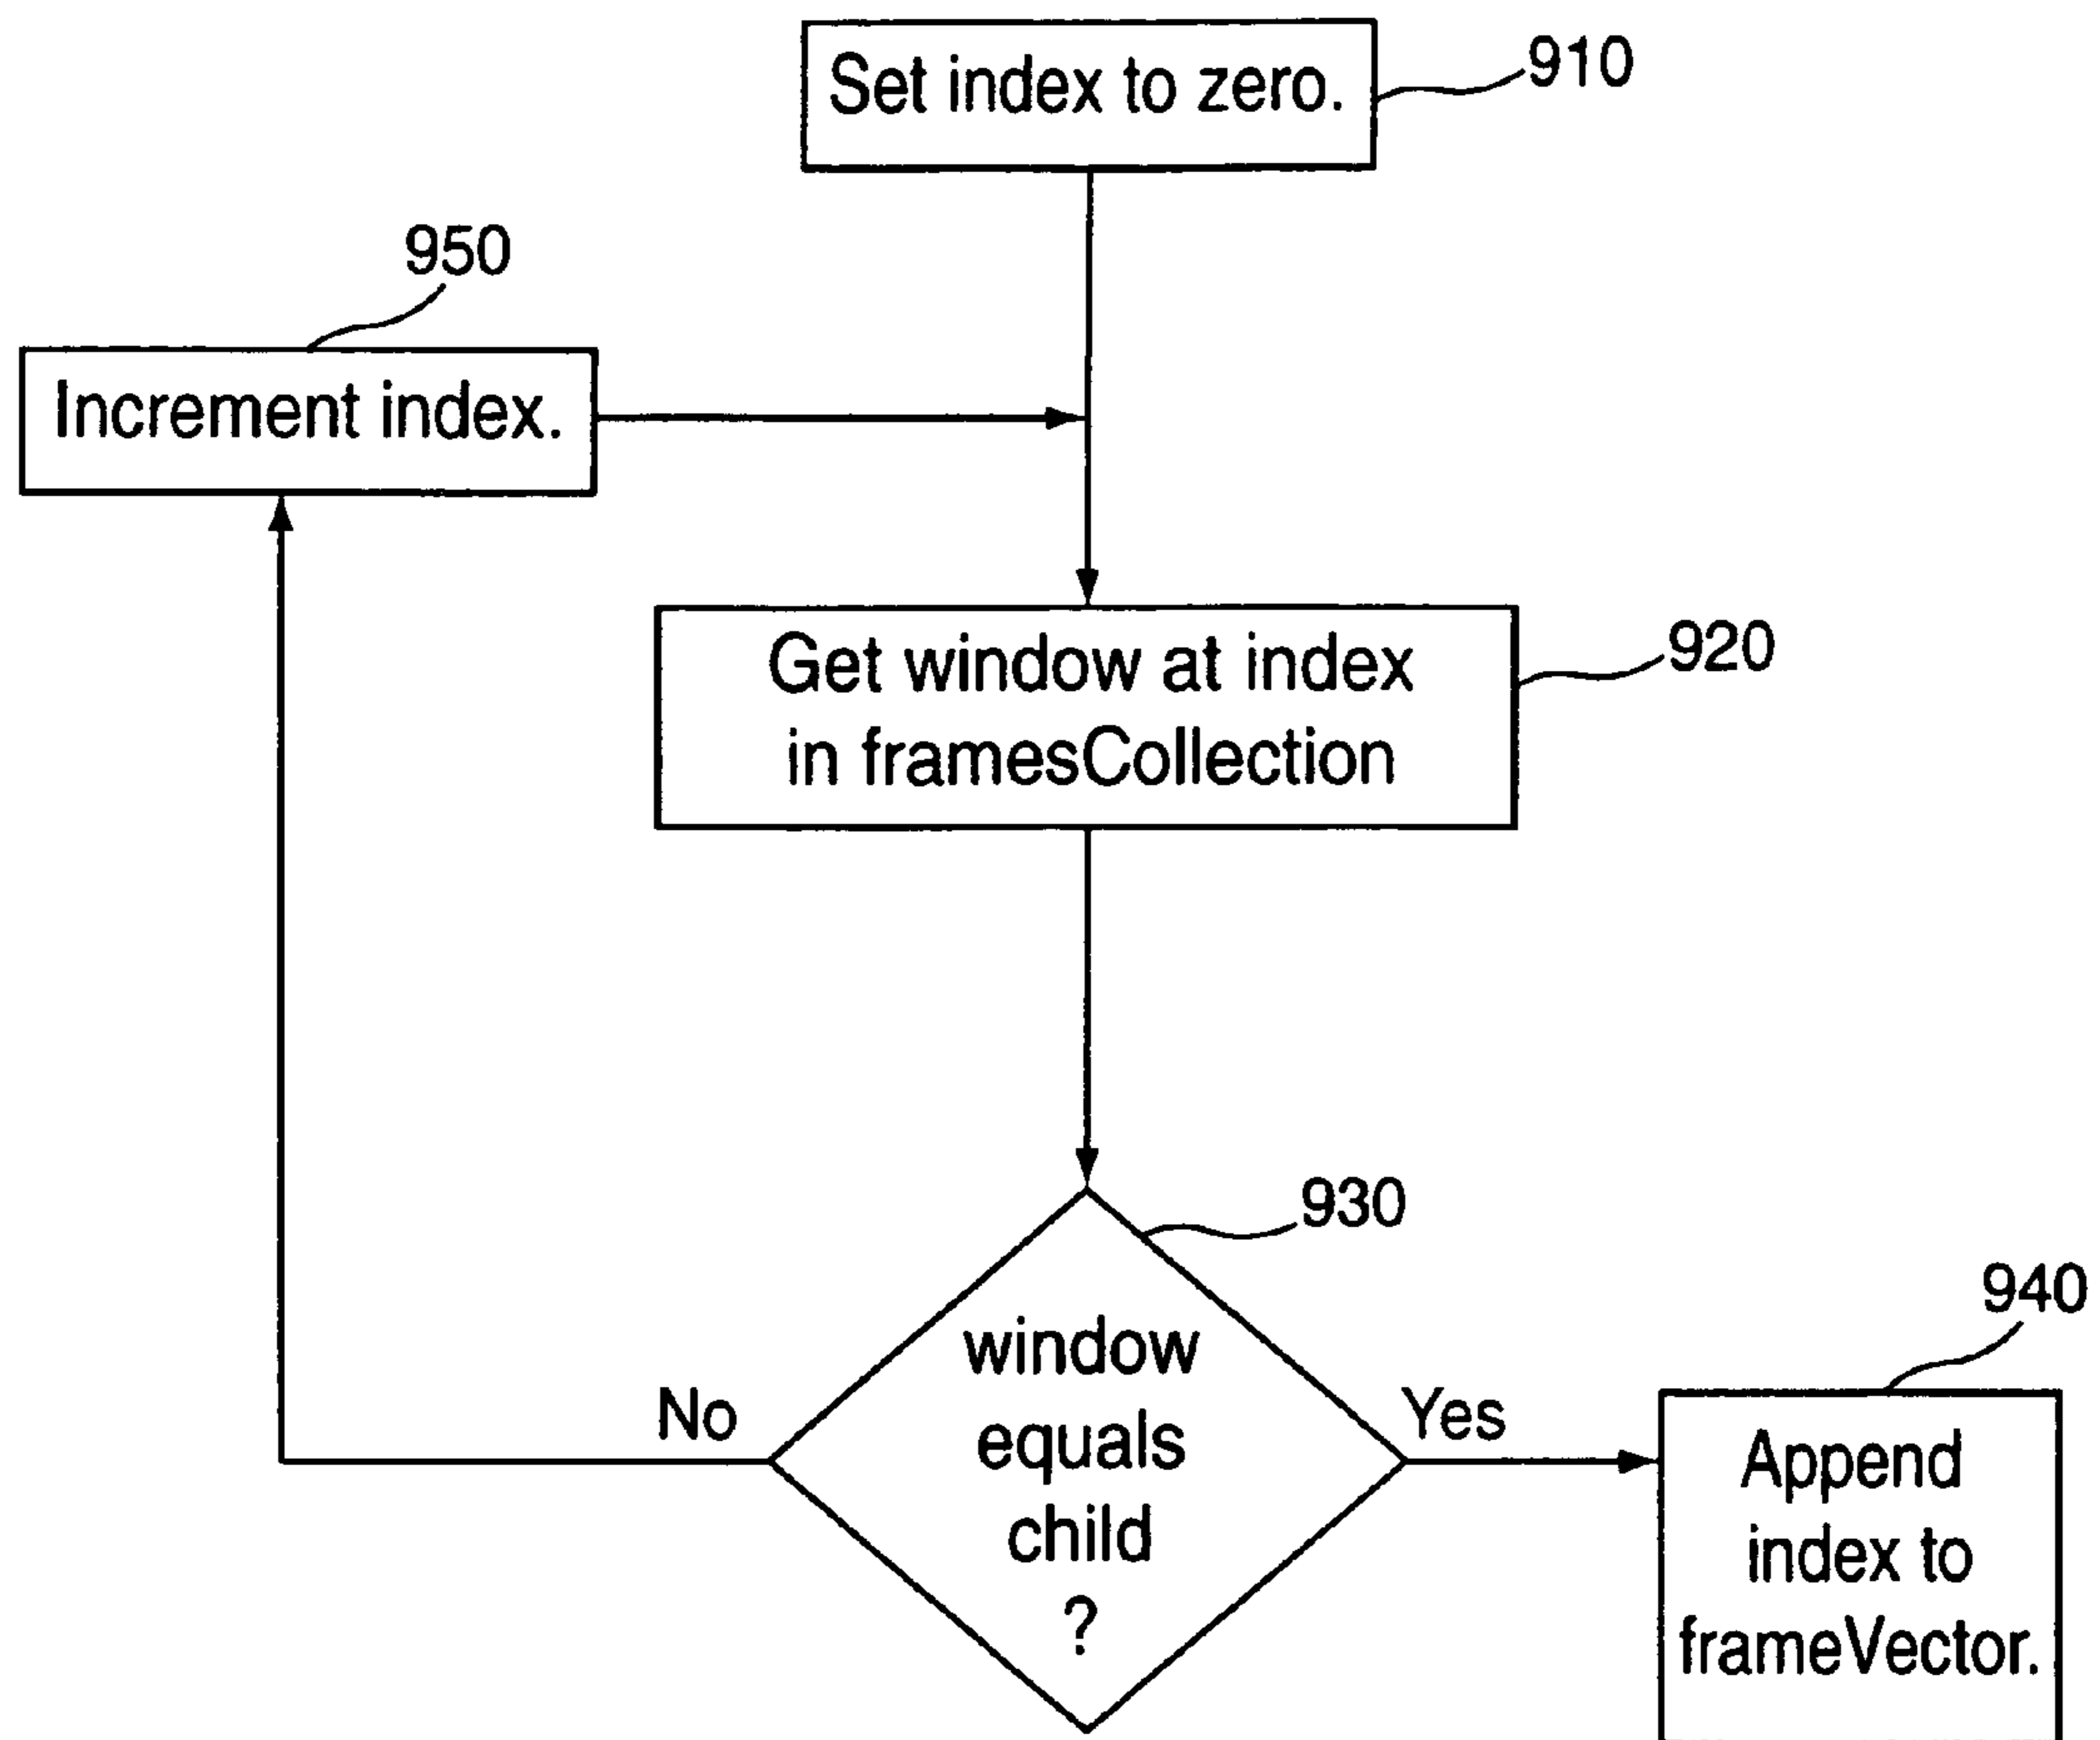 Set index to zero.
910
950
Increment index.
Get window at index
in framesCollection
920
930
window
equals
child
?
No
Yes
940
Append
index to
frameVector.